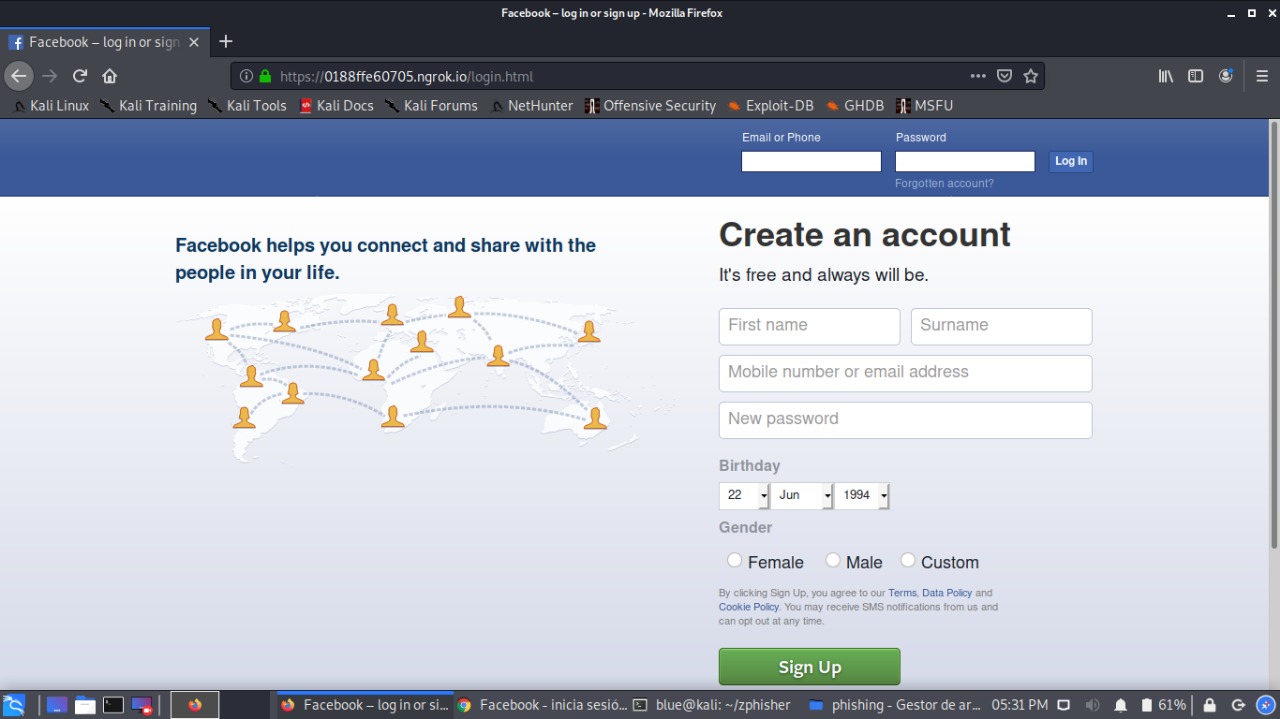 Facebook – log in or sign up - Mozilla Firefox
Facebook – log in or sign
https://0188ffe60705.ngrok.io/login.html
Kali Linux Kali Training Kali Tools Kali Docs Kali Forums NetHunter Offensive Security Exploit-DB GHDB MSFU
Email or Phone Password
Log In
Forgotten account?
Facebook helps you connect and share with the
people in your life.
Create an account
It's free and always will be.
First name Surname
Mobile number or email address
New password
Birthday
22 Jun 1994
Gender
Female Male Custom
By clicking Sign Up, you agree to our Terms, Data Policy and
Cookie Policy. You may receive SMS notifications from us and
can opt out at any time.
Sign Up
Facebook – log in or si... Facebook - inicia sesió... blue@kali: ~/zphisher phishing - Gestor de ar... 05:31 PM 61%